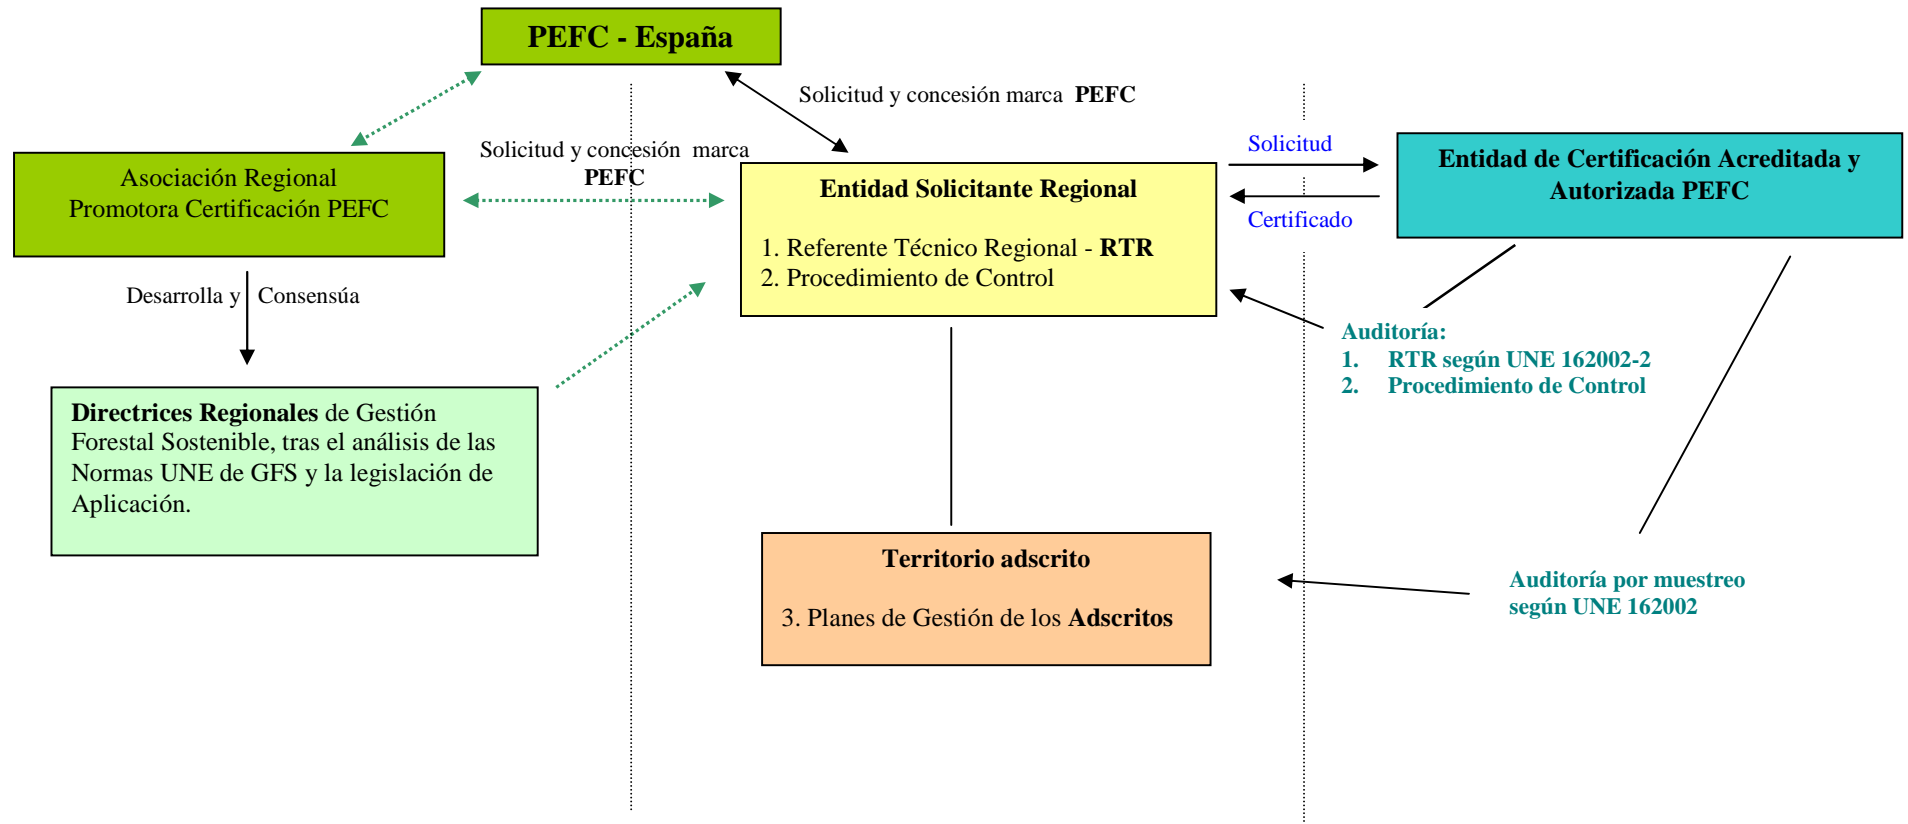 PEFC - España
Solicitud y concesión marca PEFC
Asociación Regional
Promotora Certificación PEFC
Solicitud y concesión marca
PEFC
Entidad Solicitante Regional
1. Referente Técnico Regional - RTR
2. Procedimiento de Control
Solicitud
Certificado
Entidad de Certificación Acreditada y
Autorizada PEFC
Desarrolla y Consensúa
Auditoría:
1. RTR según UNE 162002-2
2. Procedimiento de Control
Directrices Regionales de Gestión
Forestal Sostenible, tras el análisis de las
Normas UNE de GFS y la legislación de
Aplicación.
Territorio adscrito
3. Planes de Gestión de los Adscritos
Auditoría por muestreo
según UNE 162002